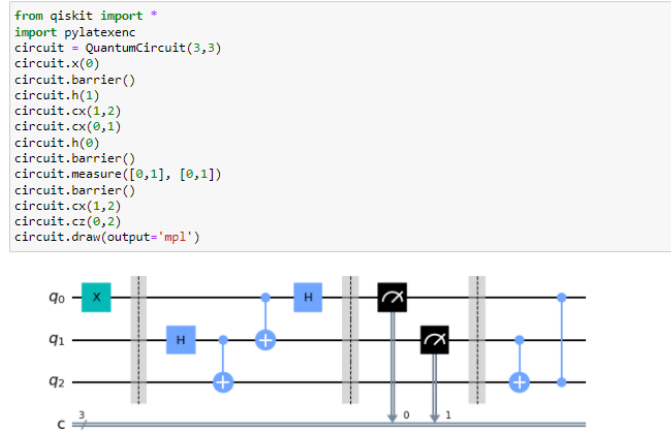 from qiskit import *
import pylatexenc
circuit = QuantumCircuit(3,3)
circuit.x(0)
circuit.barrier()
circuit.h(1)
circuit.cx(1,2)
circuit.cx(0,1)
circuit.h(0)
circuit.barrier()
circuit.measure([0,1], [0,1])
circuit.barrier()
circuit.cx(1,2)
circuit.cz(0,2)
circuit.draw(output='mpl')
q₀ X H
q₁ H
q₂
3 0 1
c